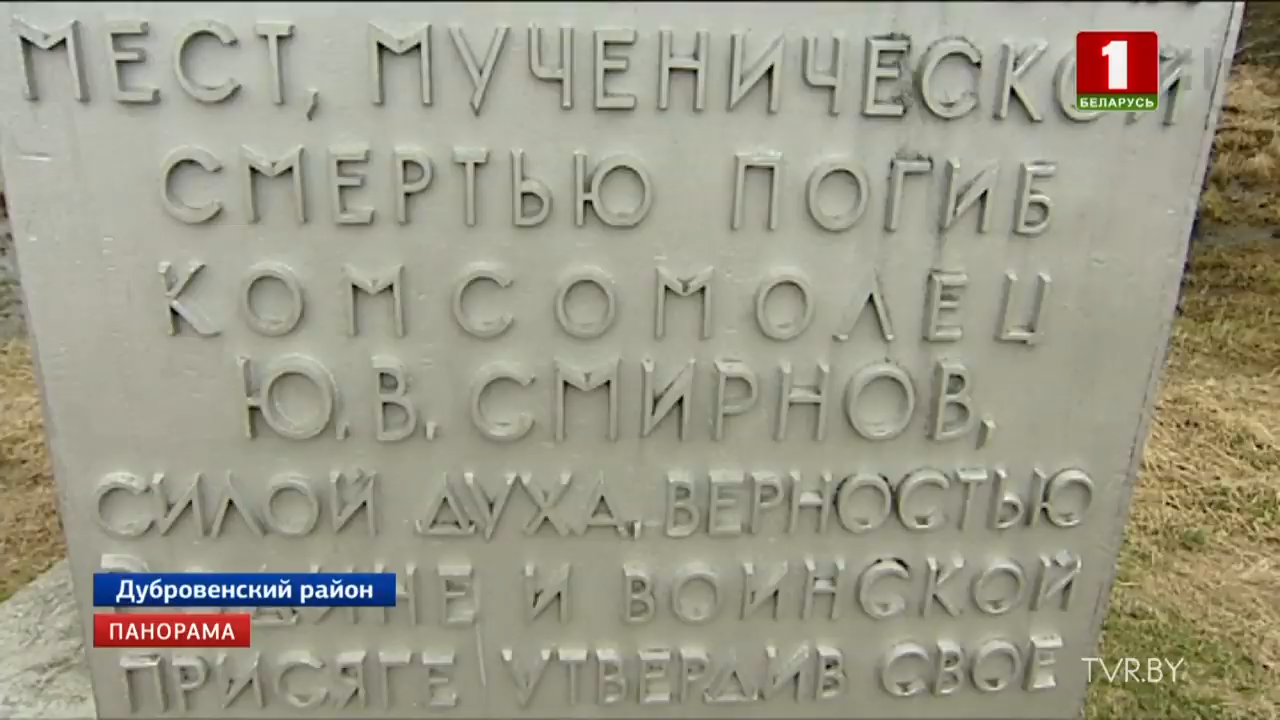 МЕСТ, МУЧЕНИЧЕСКОЙ
СМЕРТЬЮ ПОГИБ
КОМСОМОЛЕЦ
Ю.В. СМИРНОВ,
СИЛОЙ ДУХА, ВЕРНОСТЬЮ
РОДИНЕ И ВОИНСКОЙ
ПРИСЯГЕ УТВЕРДИВ СВОЕ
1
БЕЛАРУСЬ
Дубровенский район
ПАНОРАМА
TVR.BY